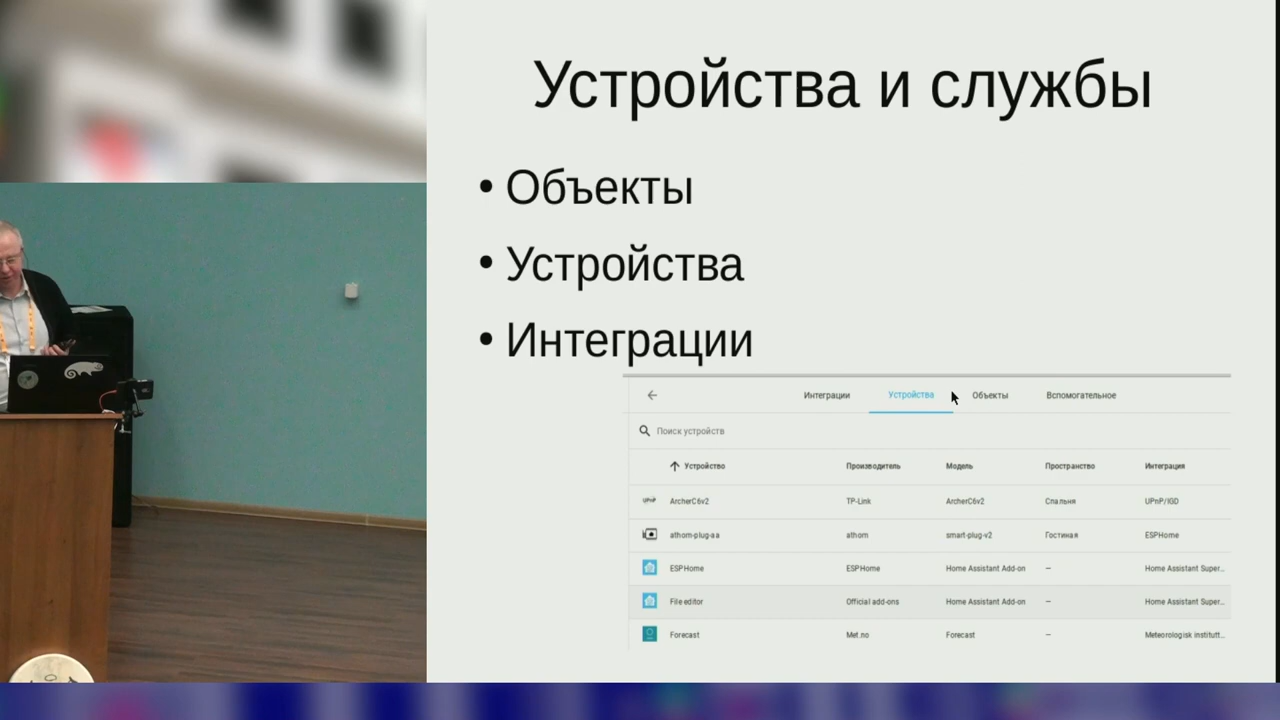 Устройства и службы
• Объекты
• Устройства
• Интеграции
Интеграции Устройства Объекты Вспомогательное
Поиск устройств
Устройство Производитель Модель Пространство Интеграция
UPnP ArcherC6v2 TP-Link ArcherC6v2 Спальня UPnP/IGD
athom-plug-aa athom smart-plug-v2 Гостиная ESPHome
ESPHome ESPHome Home Assistant Add-on – Home Assistant Super...
File editor Official add-ons Home Assistant Add-on – Home Assistant Super...
Forecast Met.no Forecast – Meteorologisk institutt...